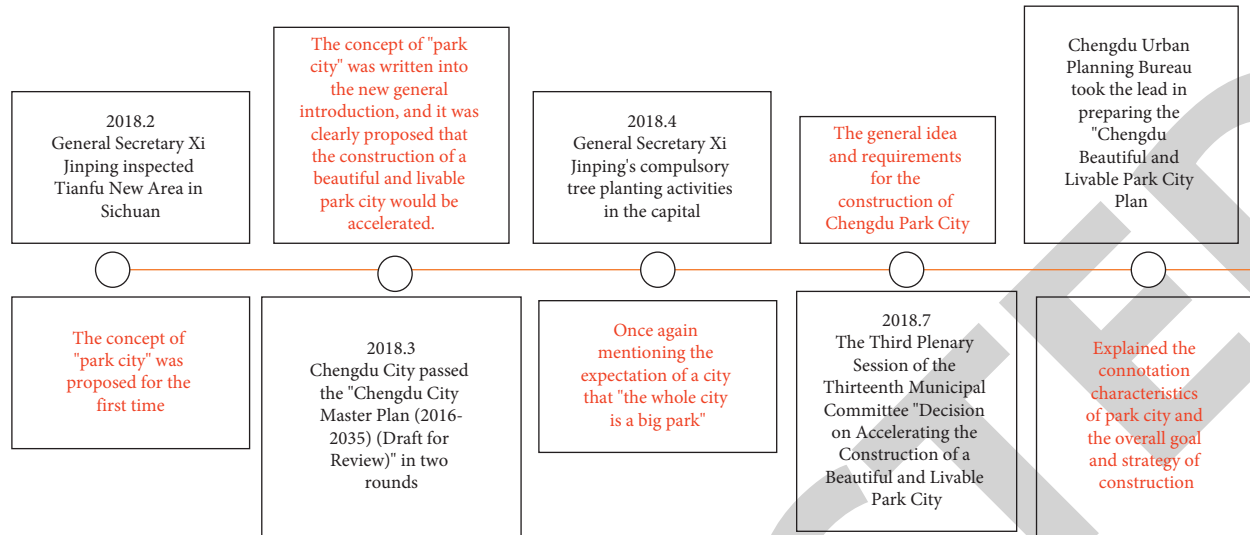 2018.2
General Secretary Xi
Jinping inspected
Tianfu New Area in
Sichuan
The concept of
"park city" was
proposed for the
first time
The concept of "park
city" was written into
the new general
introduction, and it was
clearly proposed that
the construction of a
beautiful and livable
park city would be
accelerated.
2018.3
Chengdu City passed
the "Chengdu City
Master Plan (2016-
2035) (Draft for
Review)" in two
rounds
2018.4
General Secretary Xi
Jinping's compulsory
tree planting activities
in the capital
Once again
mentioning the
expectation of a city
that "the whole city
is a big park"
The general idea
and requirements
for the
construction of
Chengdu Park City
2018.7
The Third Plenary
Session of the
Thirteenth Municipal
Committee "Decision
on Accelerating the
Construction of a
Beautiful and Livable
Park City
Chengdu Urban
Planning Bureau
took the lead in
preparing the
"Chengdu
Beautiful and
Livable Park City
Plan
Explained the
connotation
characteristics
of park city and
the overall goal
and strategy of
construction